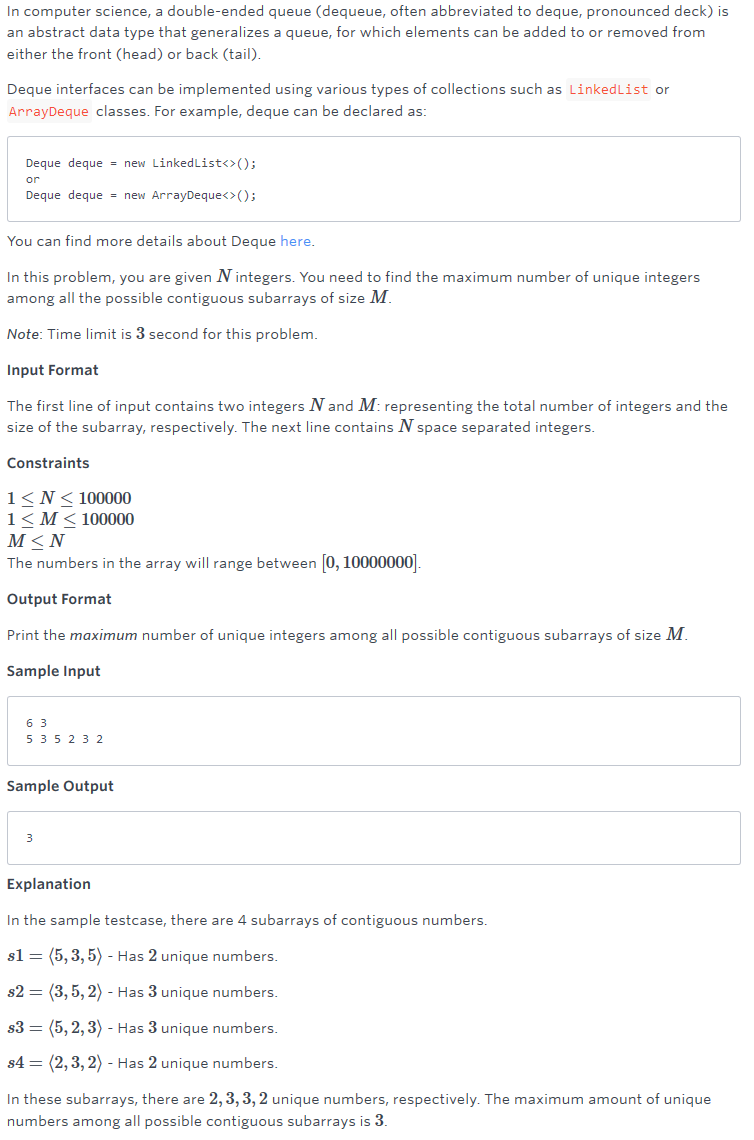 In computer science, a double-ended queue (dequeue, often abbreviated to deque, pronounced deck) is
an abstract data type that generalizes a queue, for which elements can be added to or removed from
either the front (head) or back (tail).
Deque interfaces can be implemented using various types of collections such as LinkedList or
ArrayDeque classes. For example, deque can be declared as:
Deque deque = new LinkedList<>();
or
Deque deque = new ArrayDeque<>();
You can find more details about Deque here.
In this problem, you are given N integers. You need to find the maximum number of unique integers
among all the possible contiguous subarrays of size M.
Note: Time limit is 3 second for this problem.
Input Format
The first line of input contains two integers N and M: representing the total number of integers and the
size of the subarray, respectively. The next line contains N space separated integers.
Constraints
1 ≤ N ≤ 100000
1 ≤ M ≤ 100000
M ≤ N
The numbers in the array will range between [0, 10000000].
Output Format
Print the maximum number of unique integers among all possible contiguous subarrays of size M.
Sample Input
6 3
5 3 5 2 3 2
Sample Output
3
Explanation
In the sample testcase, there are 4 subarrays of contiguous numbers.
s1 = ⟨5, 3, 5⟩ - Has 2 unique numbers.
s2 = ⟨3, 5, 2⟩ - Has 3 unique numbers.
s3 = ⟨5, 2, 3⟩ - Has 3 unique numbers.
s4 = ⟨2, 3, 2⟩ - Has 2 unique numbers.
In these subarrays, there are 2, 3, 3, 2 unique numbers, respectively. The maximum amount of unique
numbers among all possible contiguous subarrays is 3.